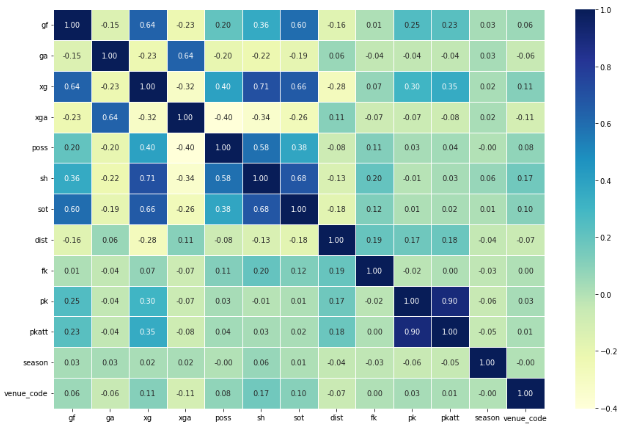 gf 1.00 -0.15 0.64 -0.23 0.20 0.36 0.60 -0.16 0.01 0.25 0.23 0.03 0.06
ga -0.15 1.00 -0.23 0.64 -0.20 -0.22 -0.19 0.06 -0.04 -0.04 -0.04 0.03 -0.06
xg 0.64 -0.23 1.00 -0.32 0.40 0.71 0.66 -0.28 0.07 0.30 0.35 0.02 0.11
xga -0.23 0.64 -0.32 1.00 -0.40 -0.34 -0.26 0.11 -0.07 -0.07 -0.08 0.02 -0.11
poss 0.20 -0.20 0.40 -0.40 1.00 0.58 0.38 -0.08 0.11 0.03 0.04 -0.00 0.08
sh 0.36 -0.22 0.71 -0.34 0.58 1.00 0.68 -0.13 0.20 -0.01 0.03 0.06 0.17
sot 0.60 -0.19 0.66 -0.26 0.38 0.68 1.00 -0.18 0.12 0.01 0.02 0.01 0.10
dist -0.16 0.06 -0.28 0.11 -0.08 -0.13 -0.18 1.00 0.19 0.17 0.18 -0.04 -0.07
fk 0.01 -0.04 0.07 -0.07 0.11 0.20 0.12 0.19 1.00 -0.02 0.00 -0.03 0.00
pk 0.25 -0.04 0.30 -0.07 0.03 -0.01 0.01 0.17 -0.02 1.00 0.90 -0.06 0.03
pkatt 0.23 -0.04 0.35 -0.08 0.04 0.03 0.02 0.18 0.00 0.90 1.00 -0.05 0.01
season 0.03 0.03 0.02 0.02 -0.00 0.06 0.01 -0.04 -0.03 -0.06 -0.05 1.00 -0.00
venue_code 0.06 -0.06 0.11 -0.11 0.08 0.17 0.10 -0.07 0.00 0.03 0.01 -0.00 1.00
gf ga xg xga poss sh sot dist fk pk pkatt season venue_code
1.0
0.8
0.6
0.4
0.2
0.0
-0.2
-0.4